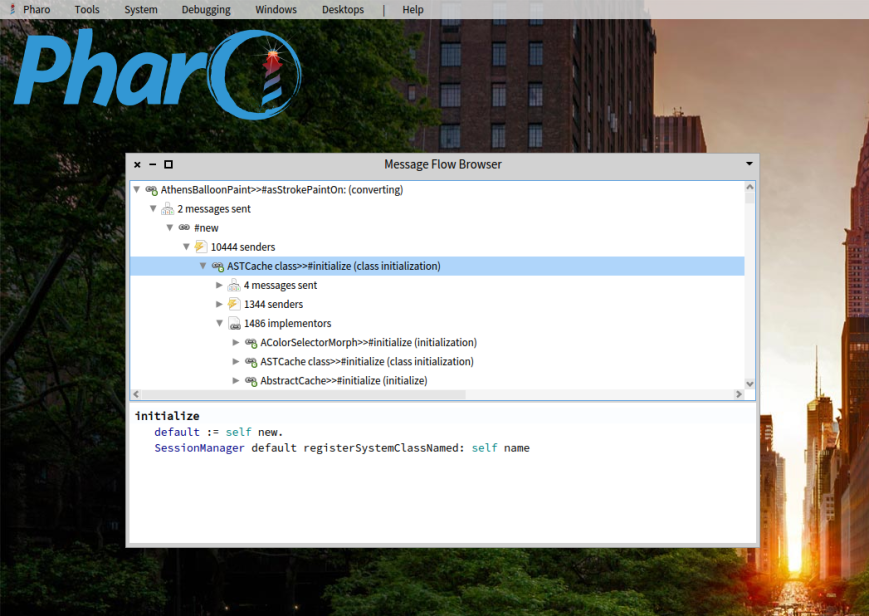 Pharo Tools System Debugging Windows Desktops | Help
Pharo
Message Flow Browser
AthensBalloonPaint>>#asStrokePaintOn: (converting)
2 messages sent
#new
10444 senders
ASTCache class>>#initialize (class initialization)
4 messages sent
1344 senders
1486 implementors
AColorSelectorMorph>>#initialize (initialization)
ASTCache class>>#initialize (class initialization)
AbstractCache>>#initialize (initialize)
initialize
default := self new.
SessionManager default registerSystemClassNamed: self name